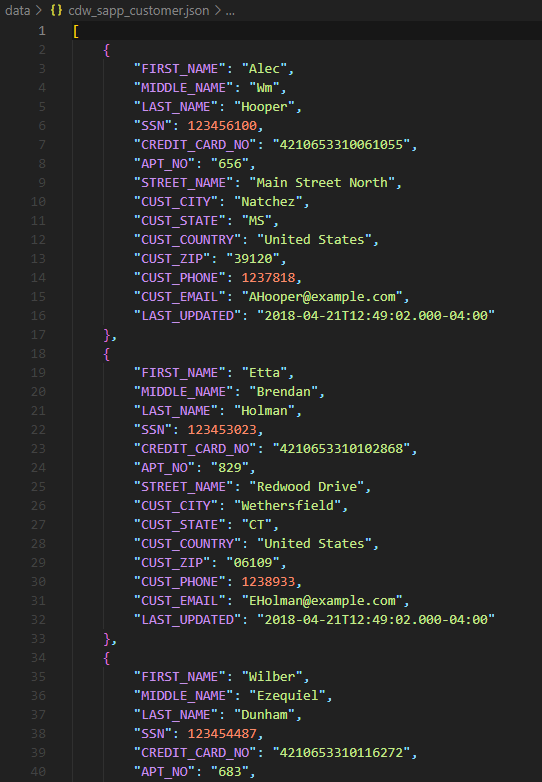 data > {} cdw_sapp_customer.json > ...
1 [
2 {
3 "FIRST_NAME": "Alec",
4 "MIDDLE_NAME": "Wm",
5 "LAST_NAME": "Hooper",
6 "SSN": 123456100,
7 "CREDIT_CARD_NO": "4210653310061055",
8 "APT_NO": "656",
9 "STREET_NAME": "Main Street North",
10 "CUST_CITY": "Natchez",
11 "CUST_STATE": "MS",
12 "CUST_COUNTRY": "United States",
13 "CUST_ZIP": "39120",
14 "CUST_PHONE": 1237818,
15 "CUST_EMAIL": "AHooper@example.com",
16 "LAST_UPDATED": "2018-04-21T12:49:02.000-04:00"
17 },
18 {
19 "FIRST_NAME": "Etta",
20 "MIDDLE_NAME": "Brendan",
21 "LAST_NAME": "Holman",
22 "SSN": 123453023,
23 "CREDIT_CARD_NO": "4210653310102868",
24 "APT_NO": "829",
25 "STREET_NAME": "Redwood Drive",
26 "CUST_CITY": "Wethersfield",
27 "CUST_STATE": "CT",
28 "CUST_COUNTRY": "United States",
29 "CUST_ZIP": "06109",
30 "CUST_PHONE": 1238933,
31 "CUST_EMAIL": "EHolman@example.com",
32 "LAST_UPDATED": "2018-04-21T12:49:02.000-04:00"
33 },
34 {
35 "FIRST_NAME": "Wilber",
36 "MIDDLE_NAME": "Ezequiel",
37 "LAST_NAME": "Dunham",
38 "SSN": 123454487,
39 "CREDIT_CARD_NO": "4210653310116272",
40 "APT_NO": "683",